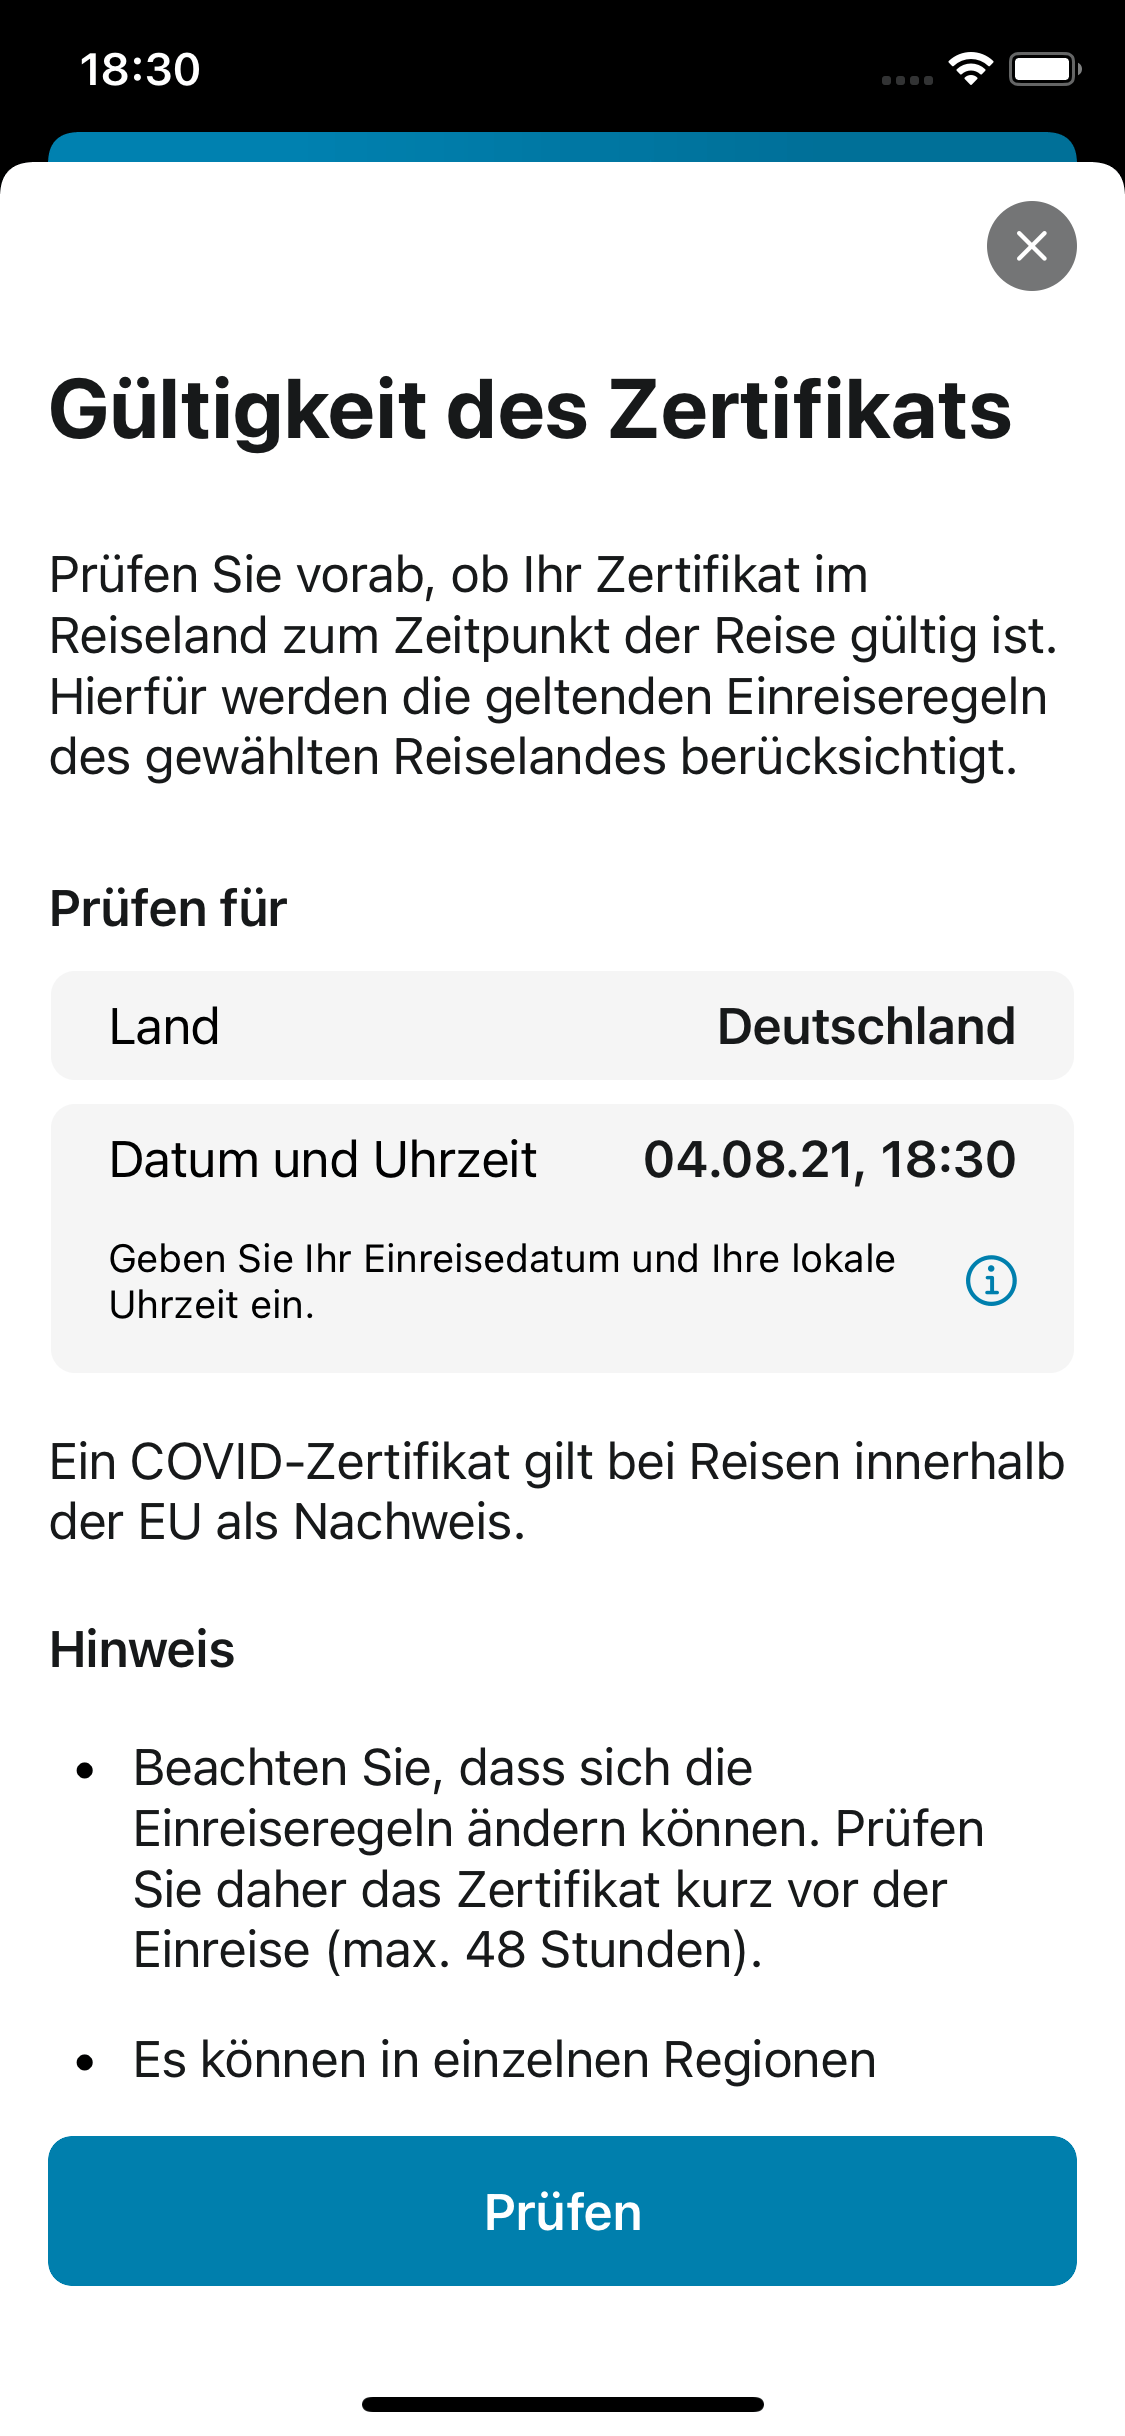 18:30
Gültigkeit des Zertifikats
Prüfen Sie vorab, ob Ihr Zertifikat im
Reiseland zum Zeitpunkt der Reise gültig ist.
Hierfür werden die geltenden Einreiseregeln
des gewählten Reiselandes berücksichtigt.
Prüfen für
Land Deutschland
Datum und Uhrzeit 04.08.21, 18:30
Geben Sie Ihr Einreisedatum und Ihre lokale
Uhrzeit ein.
Ein COVID-Zertifikat gilt bei Reisen innerhalb
der EU als Nachweis.
Hinweis
• Beachten Sie, dass sich die
Einreiseregeln ändern können. Prüfen
Sie daher das Zertifikat kurz vor der
Einreise (max. 48 Stunden).
• Es können in einzelnen Regionen
Prüfen